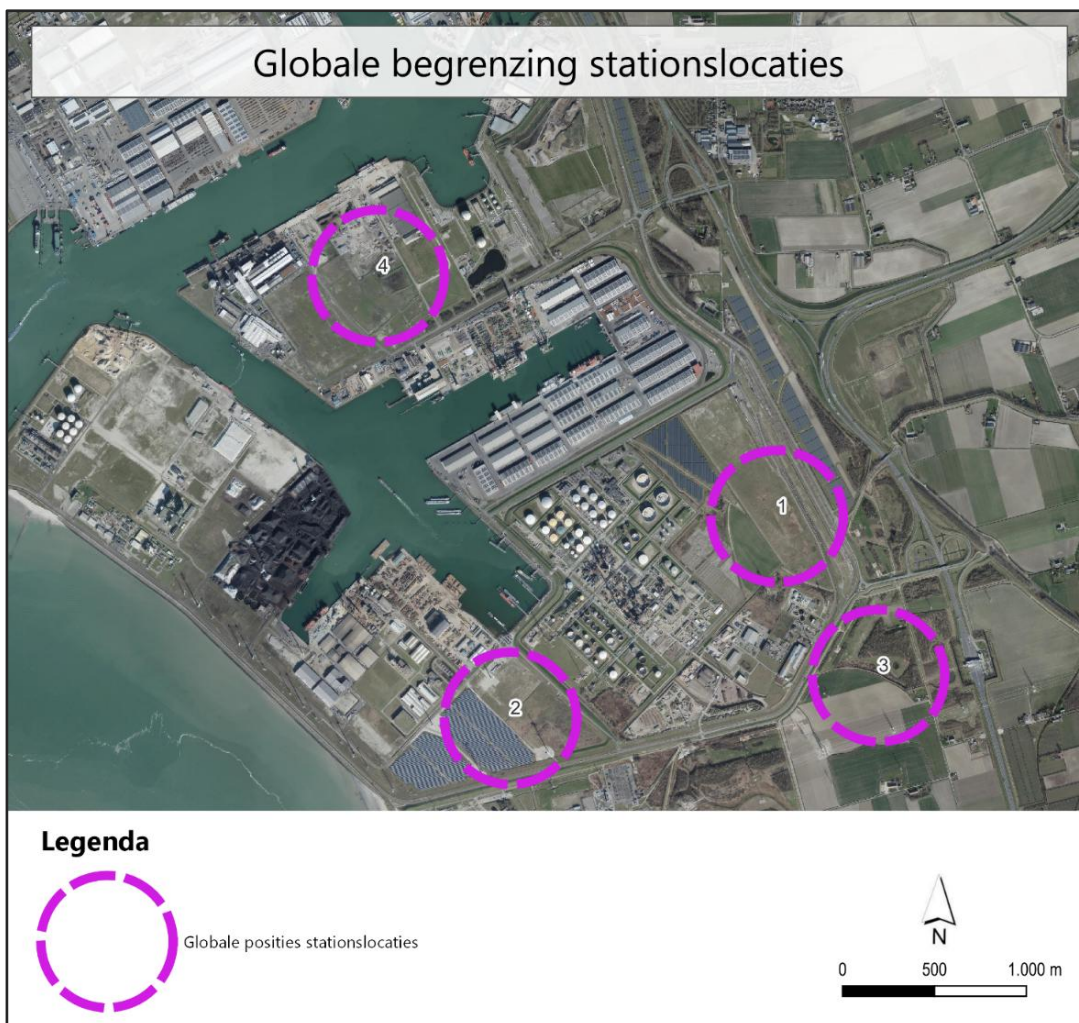 Globale begrenzing stationslocaties
4
1
3
2
Legenda
Globale posities stationslocaties
N
0 500 1.000 m